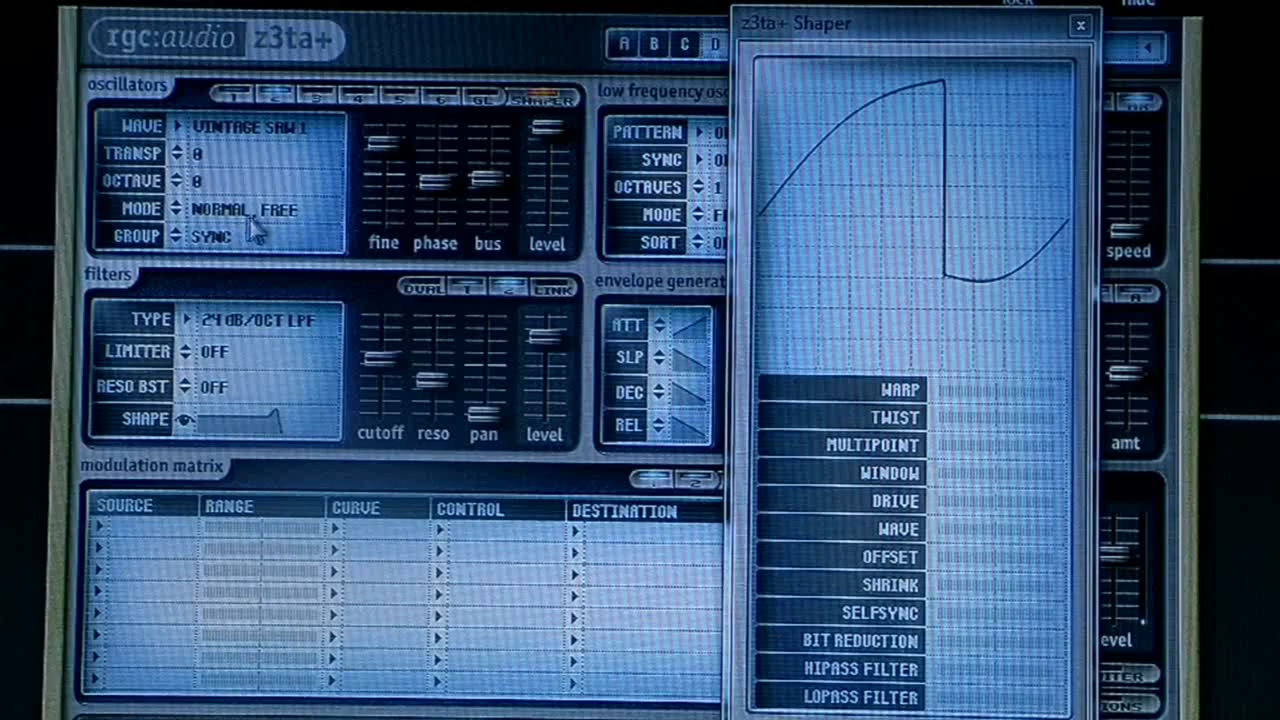 rgc:audio z3ta+
A B C D
z3ta+ Shaper
x
oscillators
1 2 3 4 5 6 GL SHAPER
WAVE VINTAGE SAW 1
TRANSP 0
OCTAVE 0
MODE NORMAL, FREE
GROUP SYNC
fine phase bus level
low frequency osc
PATTERN
SYNC
OCTAVES 1
MODE
SORT
speed
filters
DUAL 1 2 LINK
TYPE 24 dB/OCT LPF
LIMITER OFF
RESO BST OFF
SHAPE
cutoff reso pan level
envelope generat
ATT
SLP
DEC
REL
amt
modulation matrix
1 2
SOURCE RANGE CURVE CONTROL DESTINATION
WARP
TWIST
MULTIPOINT
WINDOW
DRIVE
WAVE
OFFSET
SHRINK
SELFSYNC
BIT REDUCTION
HIPASS FILTER
LOPASS FILTER
evel